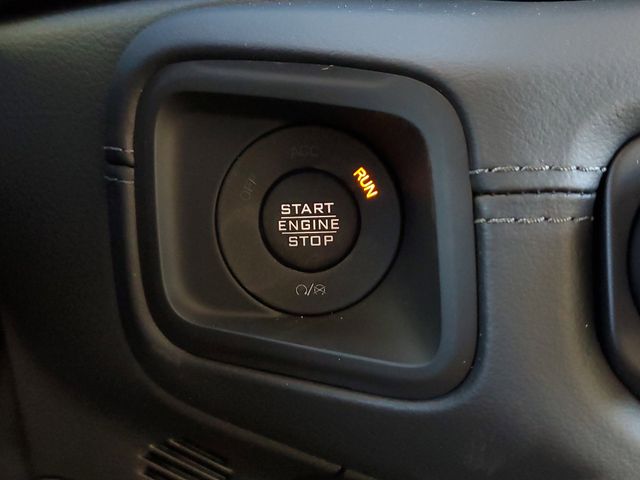 ACC
OFF
RUN
START
ENGINE
STOP